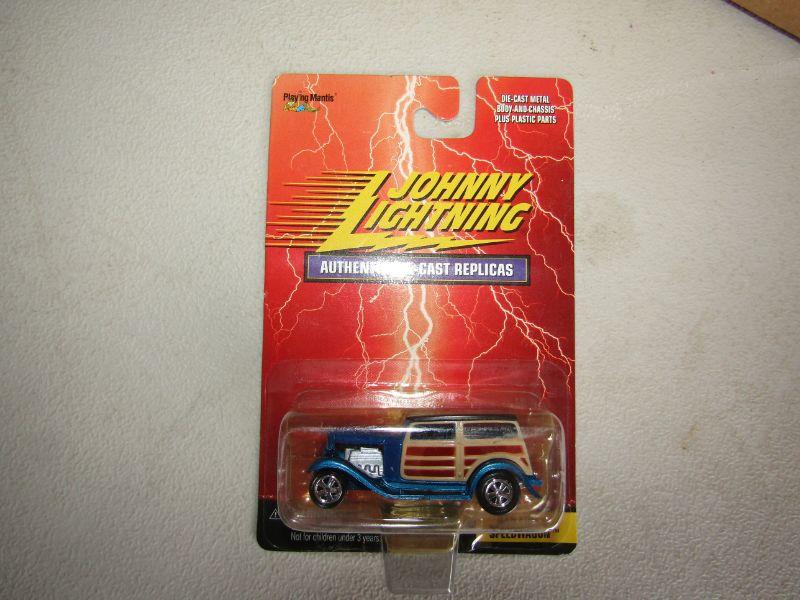 Playing Mantis
DIE-CAST METAL
BODY AND CHASSIS
PLUS PLASTIC PARTS
JOHNNY
LIGHTNING
AUTHENTIC DIE-CAST REPLICAS
Not for children under 3 years.
SPEEDWAGON